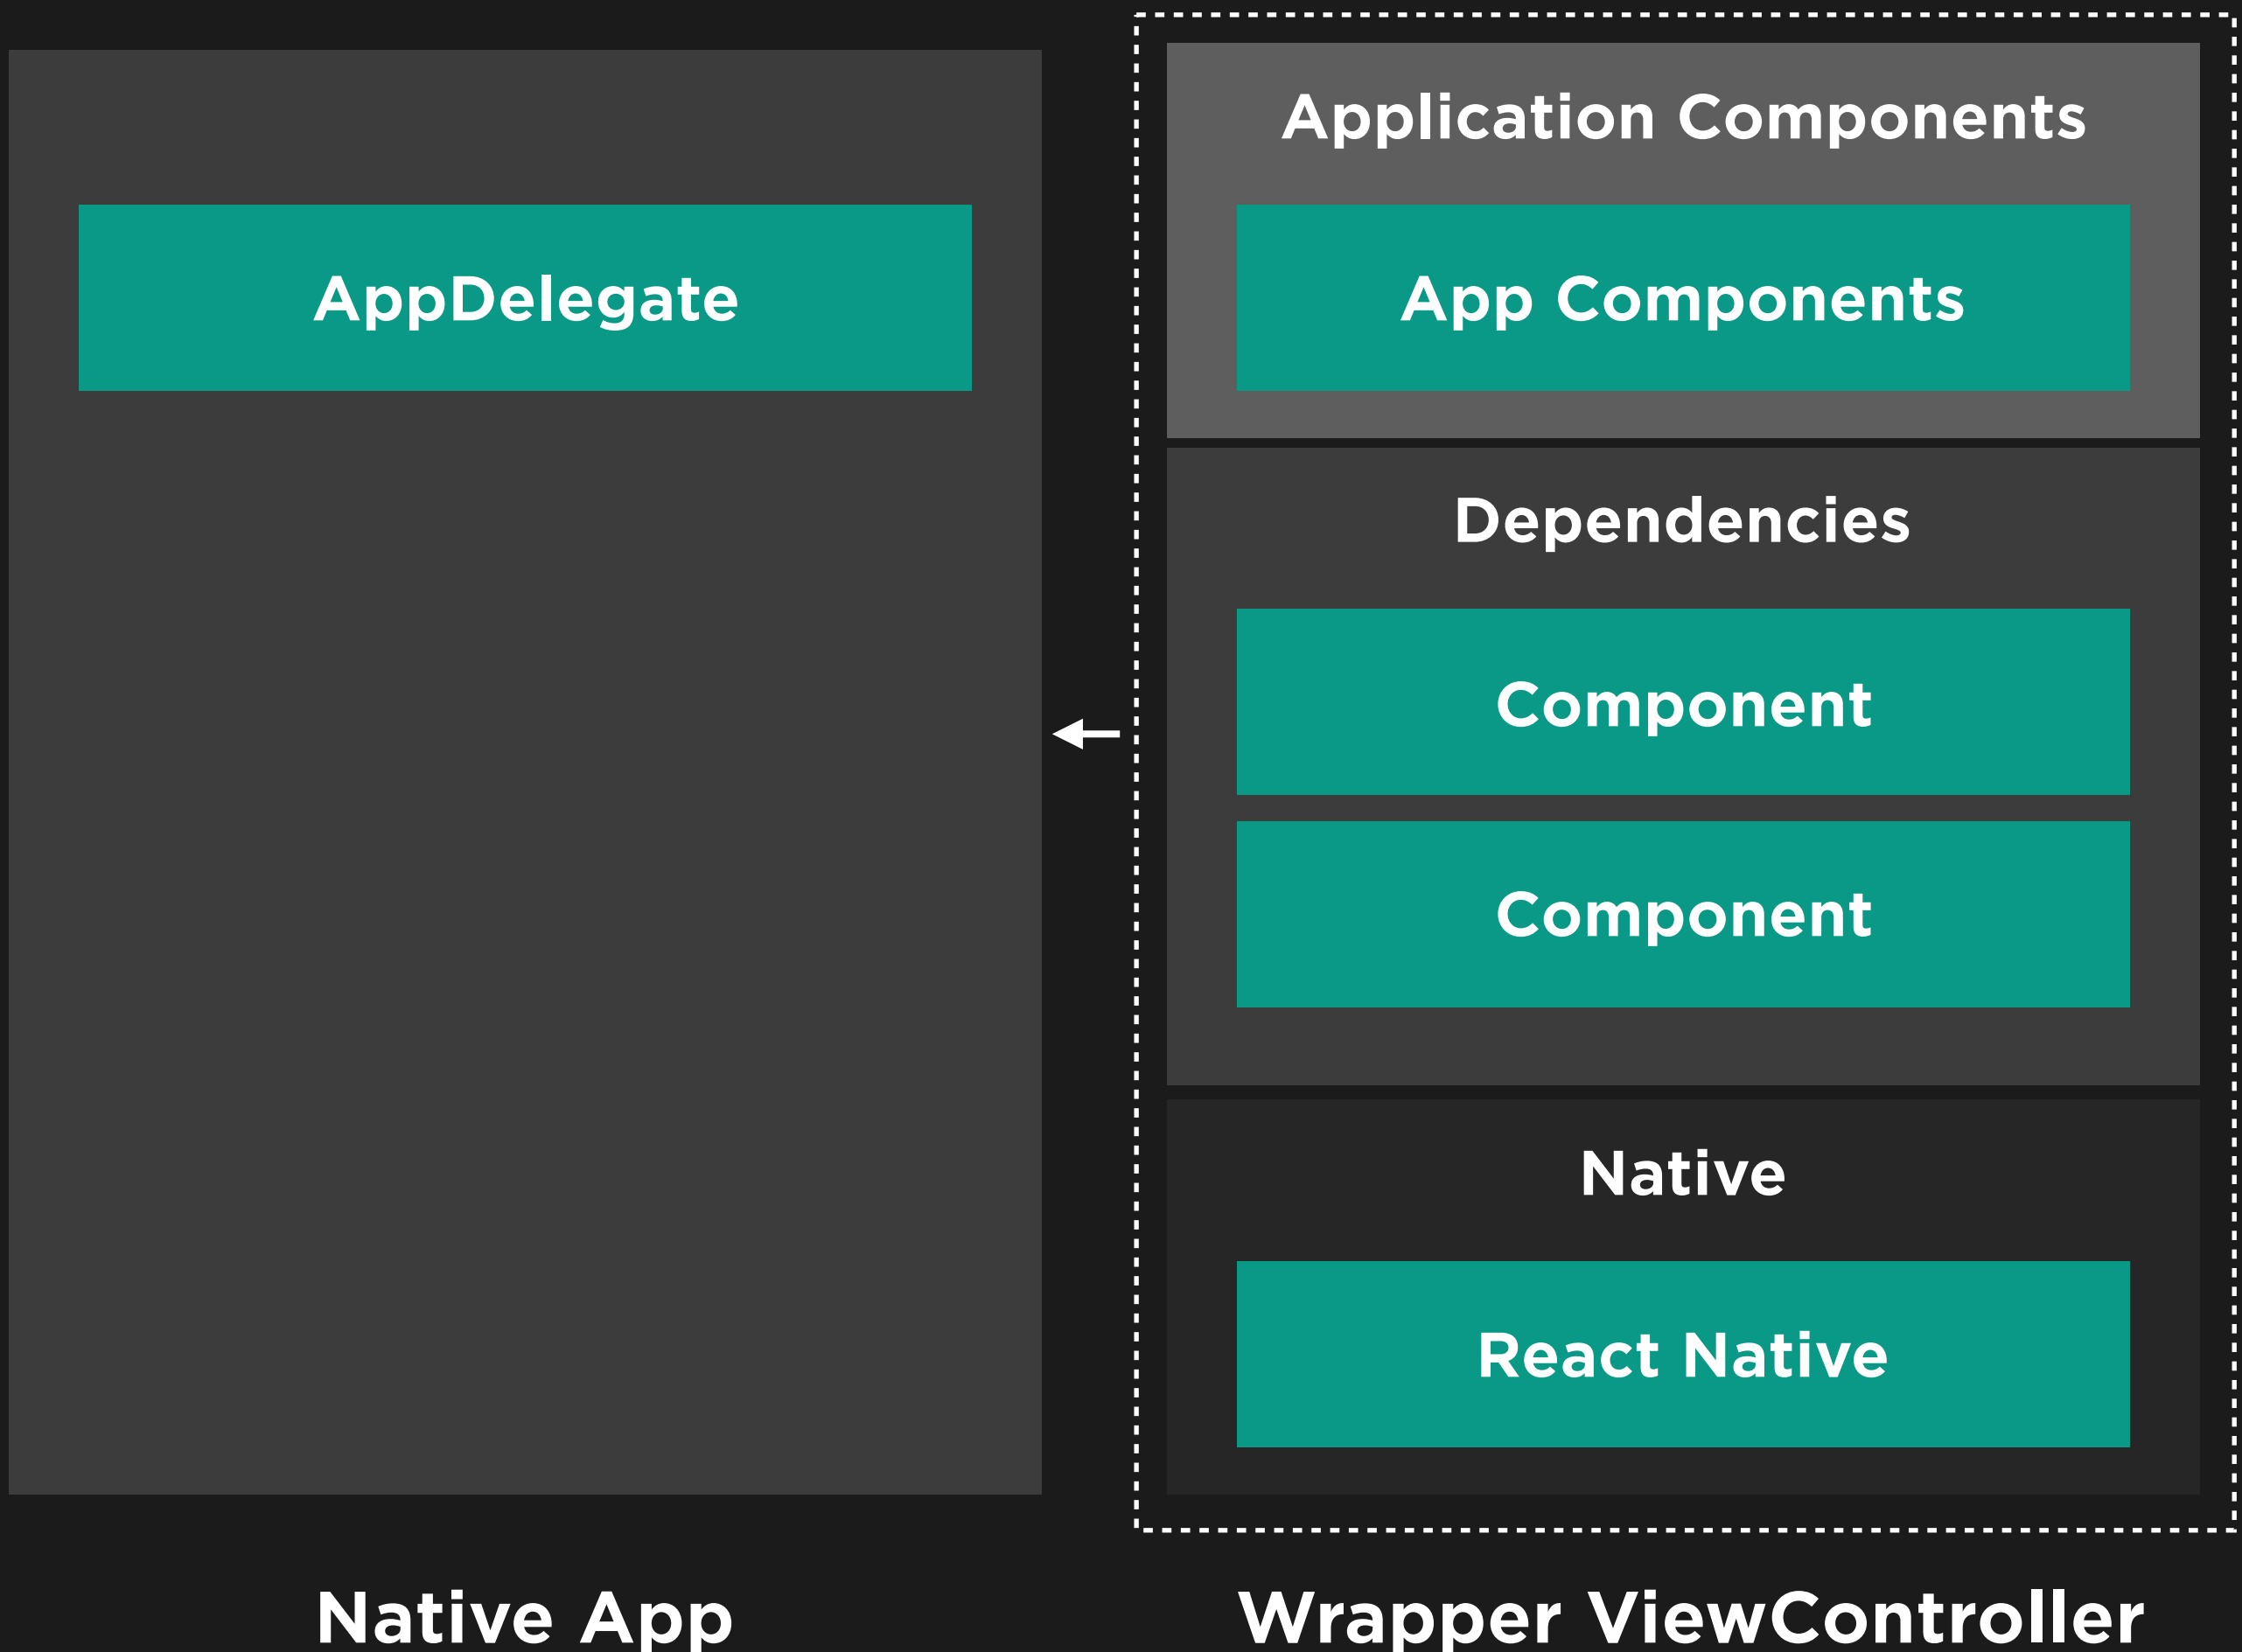 AppDelegate
Native App
Application Components
App Components
Dependencies
Component
Component
Native
React Native
Wrapper ViewController